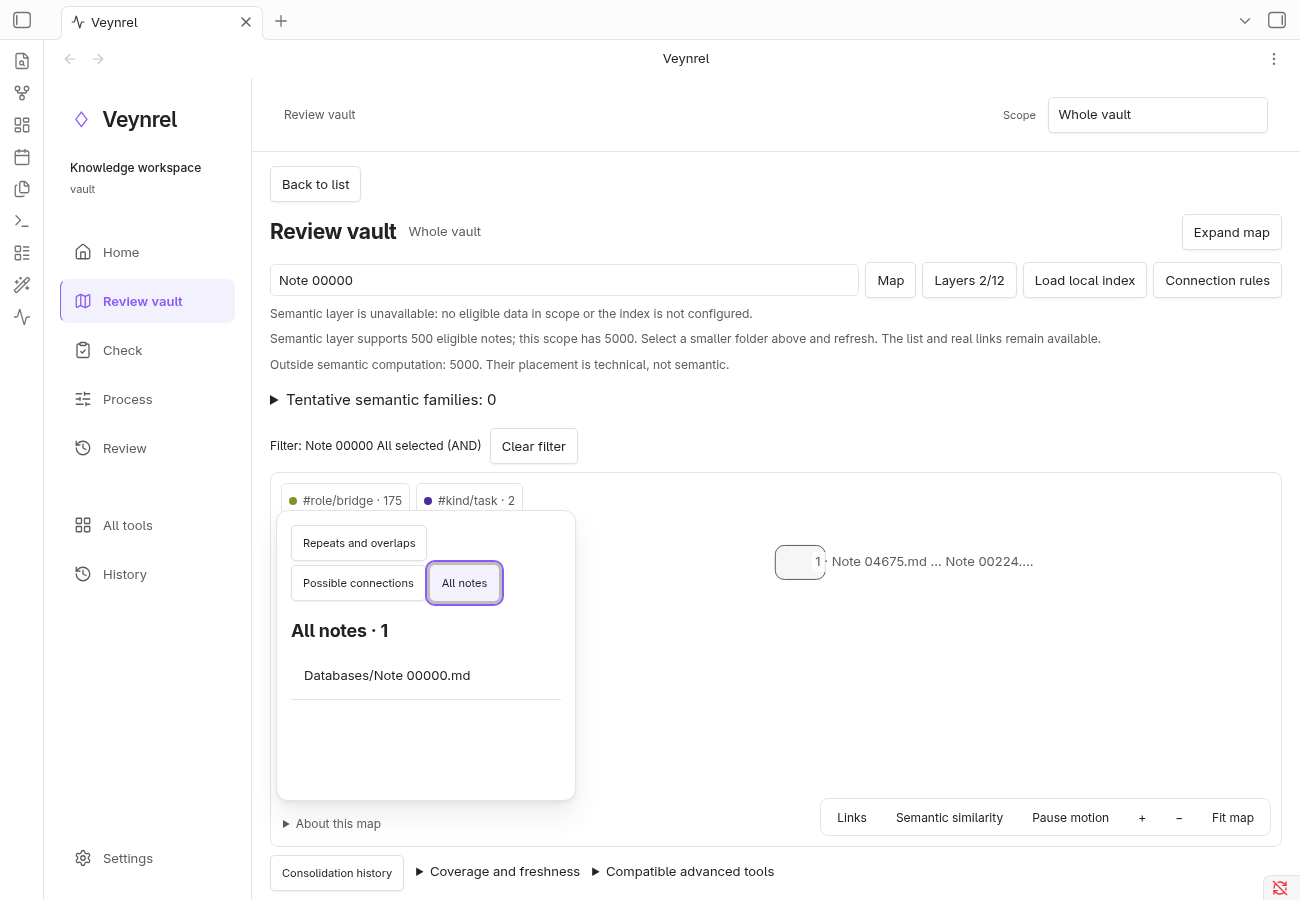 Veynrel
Veynrel
Veynrel
Knowledge workspace
vault
Home
Review vault
Check
Process
Review
All tools
History
Settings
Review vault
Scope
Whole vault
Back to list
Review vault
Whole vault
Expand map
Note 00000
Map
Layers 2/12
Load local index
Connection rules
Semantic layer is unavailable: no eligible data in scope or the index is not configured.
Semantic layer supports 500 eligible notes; this scope has 5000. Select a smaller folder above and refresh. The list and real links remain available.
Outside semantic computation: 5000. Their placement is technical, not semantic.
Tentative semantic families: 0
Filter: Note 00000 All selected (AND)
Clear filter
#role/bridge · 175
#kind/task · 2
Repeats and overlaps
Possible connections
All notes
All notes · 1
Databases/Note 00000.md
1 · Note 04675.md ... Note 00224....
About this map
Links
Semantic similarity
Pause motion
+
−
Fit map
Consolidation history
Coverage and freshness
Compatible advanced tools